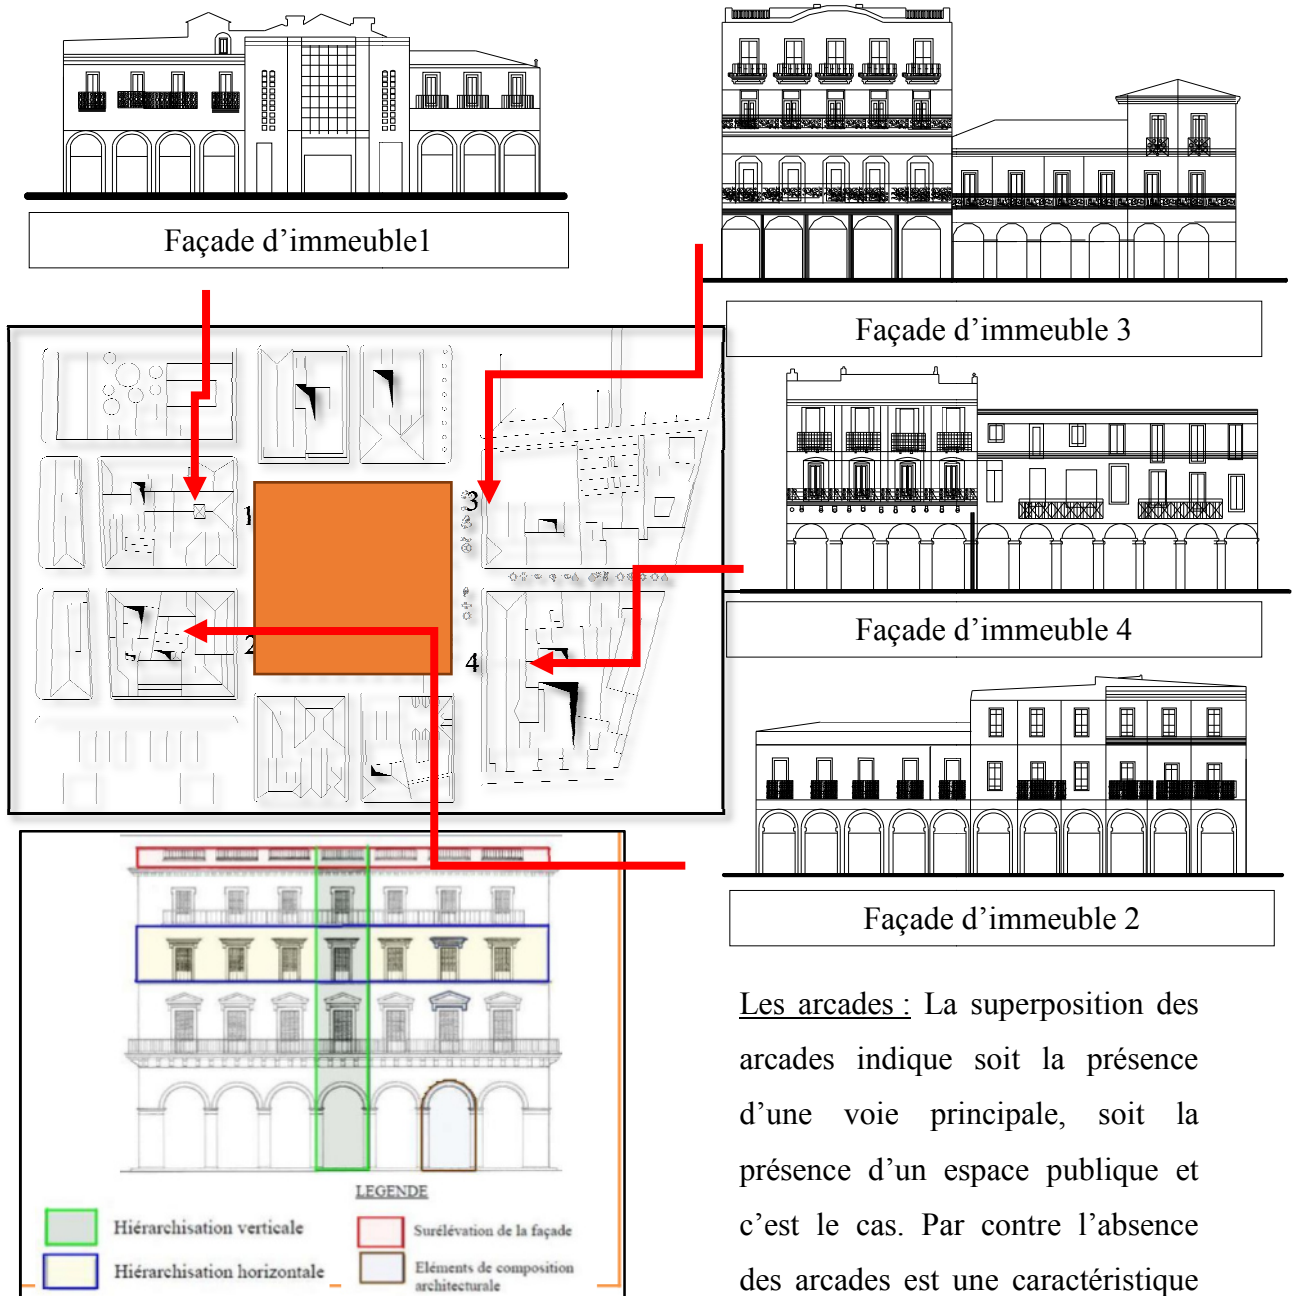 Façade d’immeuble1
Façade d’immeuble 3
1
3
2
4
Façade d’immeuble 4
Façade d’immeuble 2
LEGENDE
Hiérarchisation verticale
Surélévation de la façade
Hiérarchisation horizontale
Eléments de composition
architecturale
Les arcades : La superposition des
arcades indique soit la présence
d’une voie principale, soit la
présence d’un espace publique et
c’est le cas. Par contre l’absence
des arcades est une caractéristique